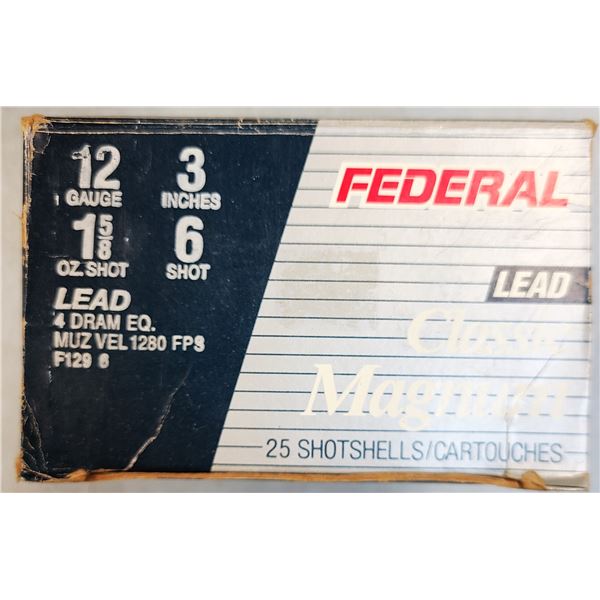 12 GAUGE
3 INCHES
1 5/8 OZ. SHOT
6 SHOT
LEAD
4 DRAM EQ.
MUZ VEL 1280 FPS
F129 6
FEDERAL
LEAD
Classic
Magnum
25 SHOTSHELLS/CARTOUCHES